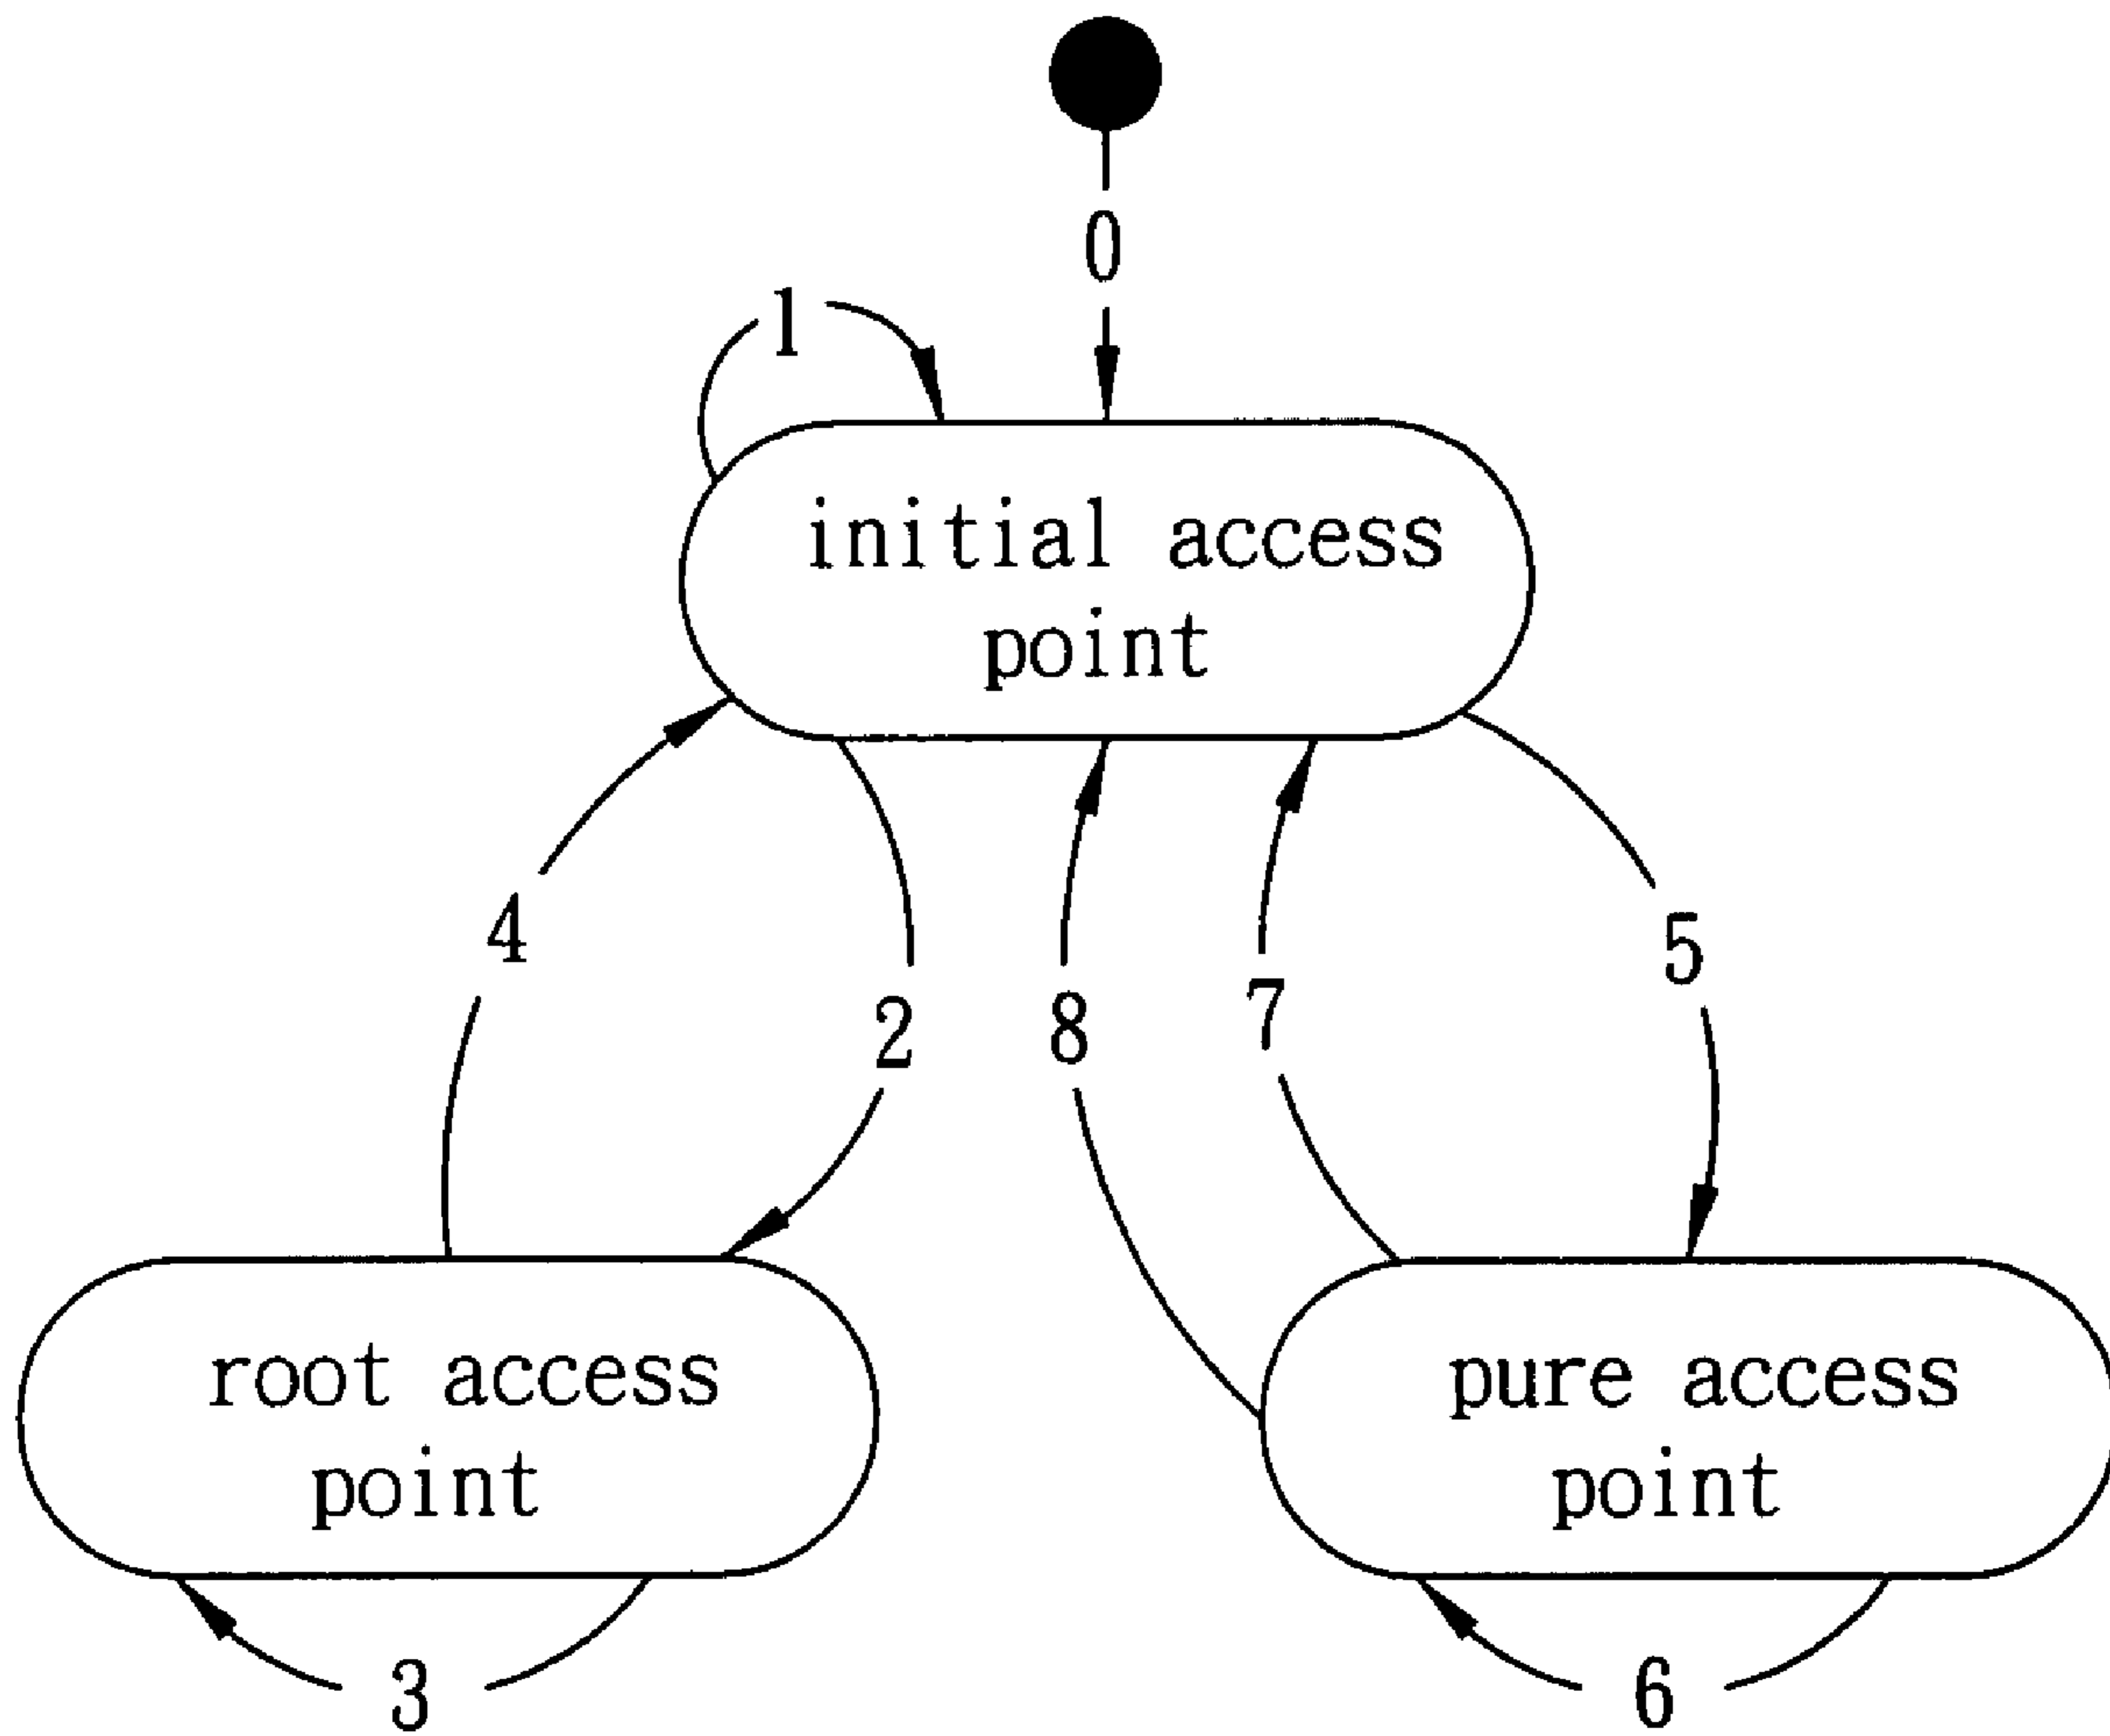 0
1
initial access
point
4
5
2
8
7
root access
point
pure access
point
3
6